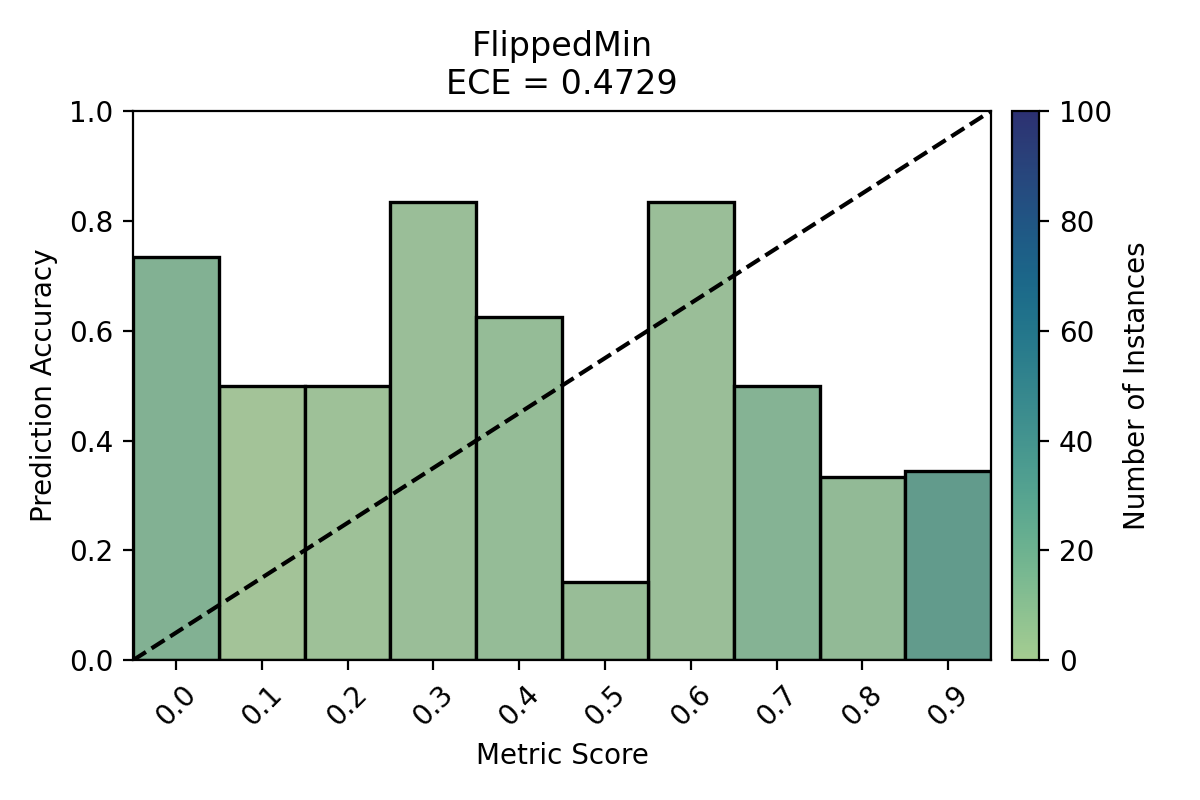 FlippedMin
ECE = 0.4729
1.0
0.8
0.6
0.4
0.2
0.0
Prediction Accuracy
0.0 0.1 0.2 0.3 0.4 0.5 0.6 0.7 0.8 0.9
Metric Score
100
80
60
40
20
0
Number of Instances